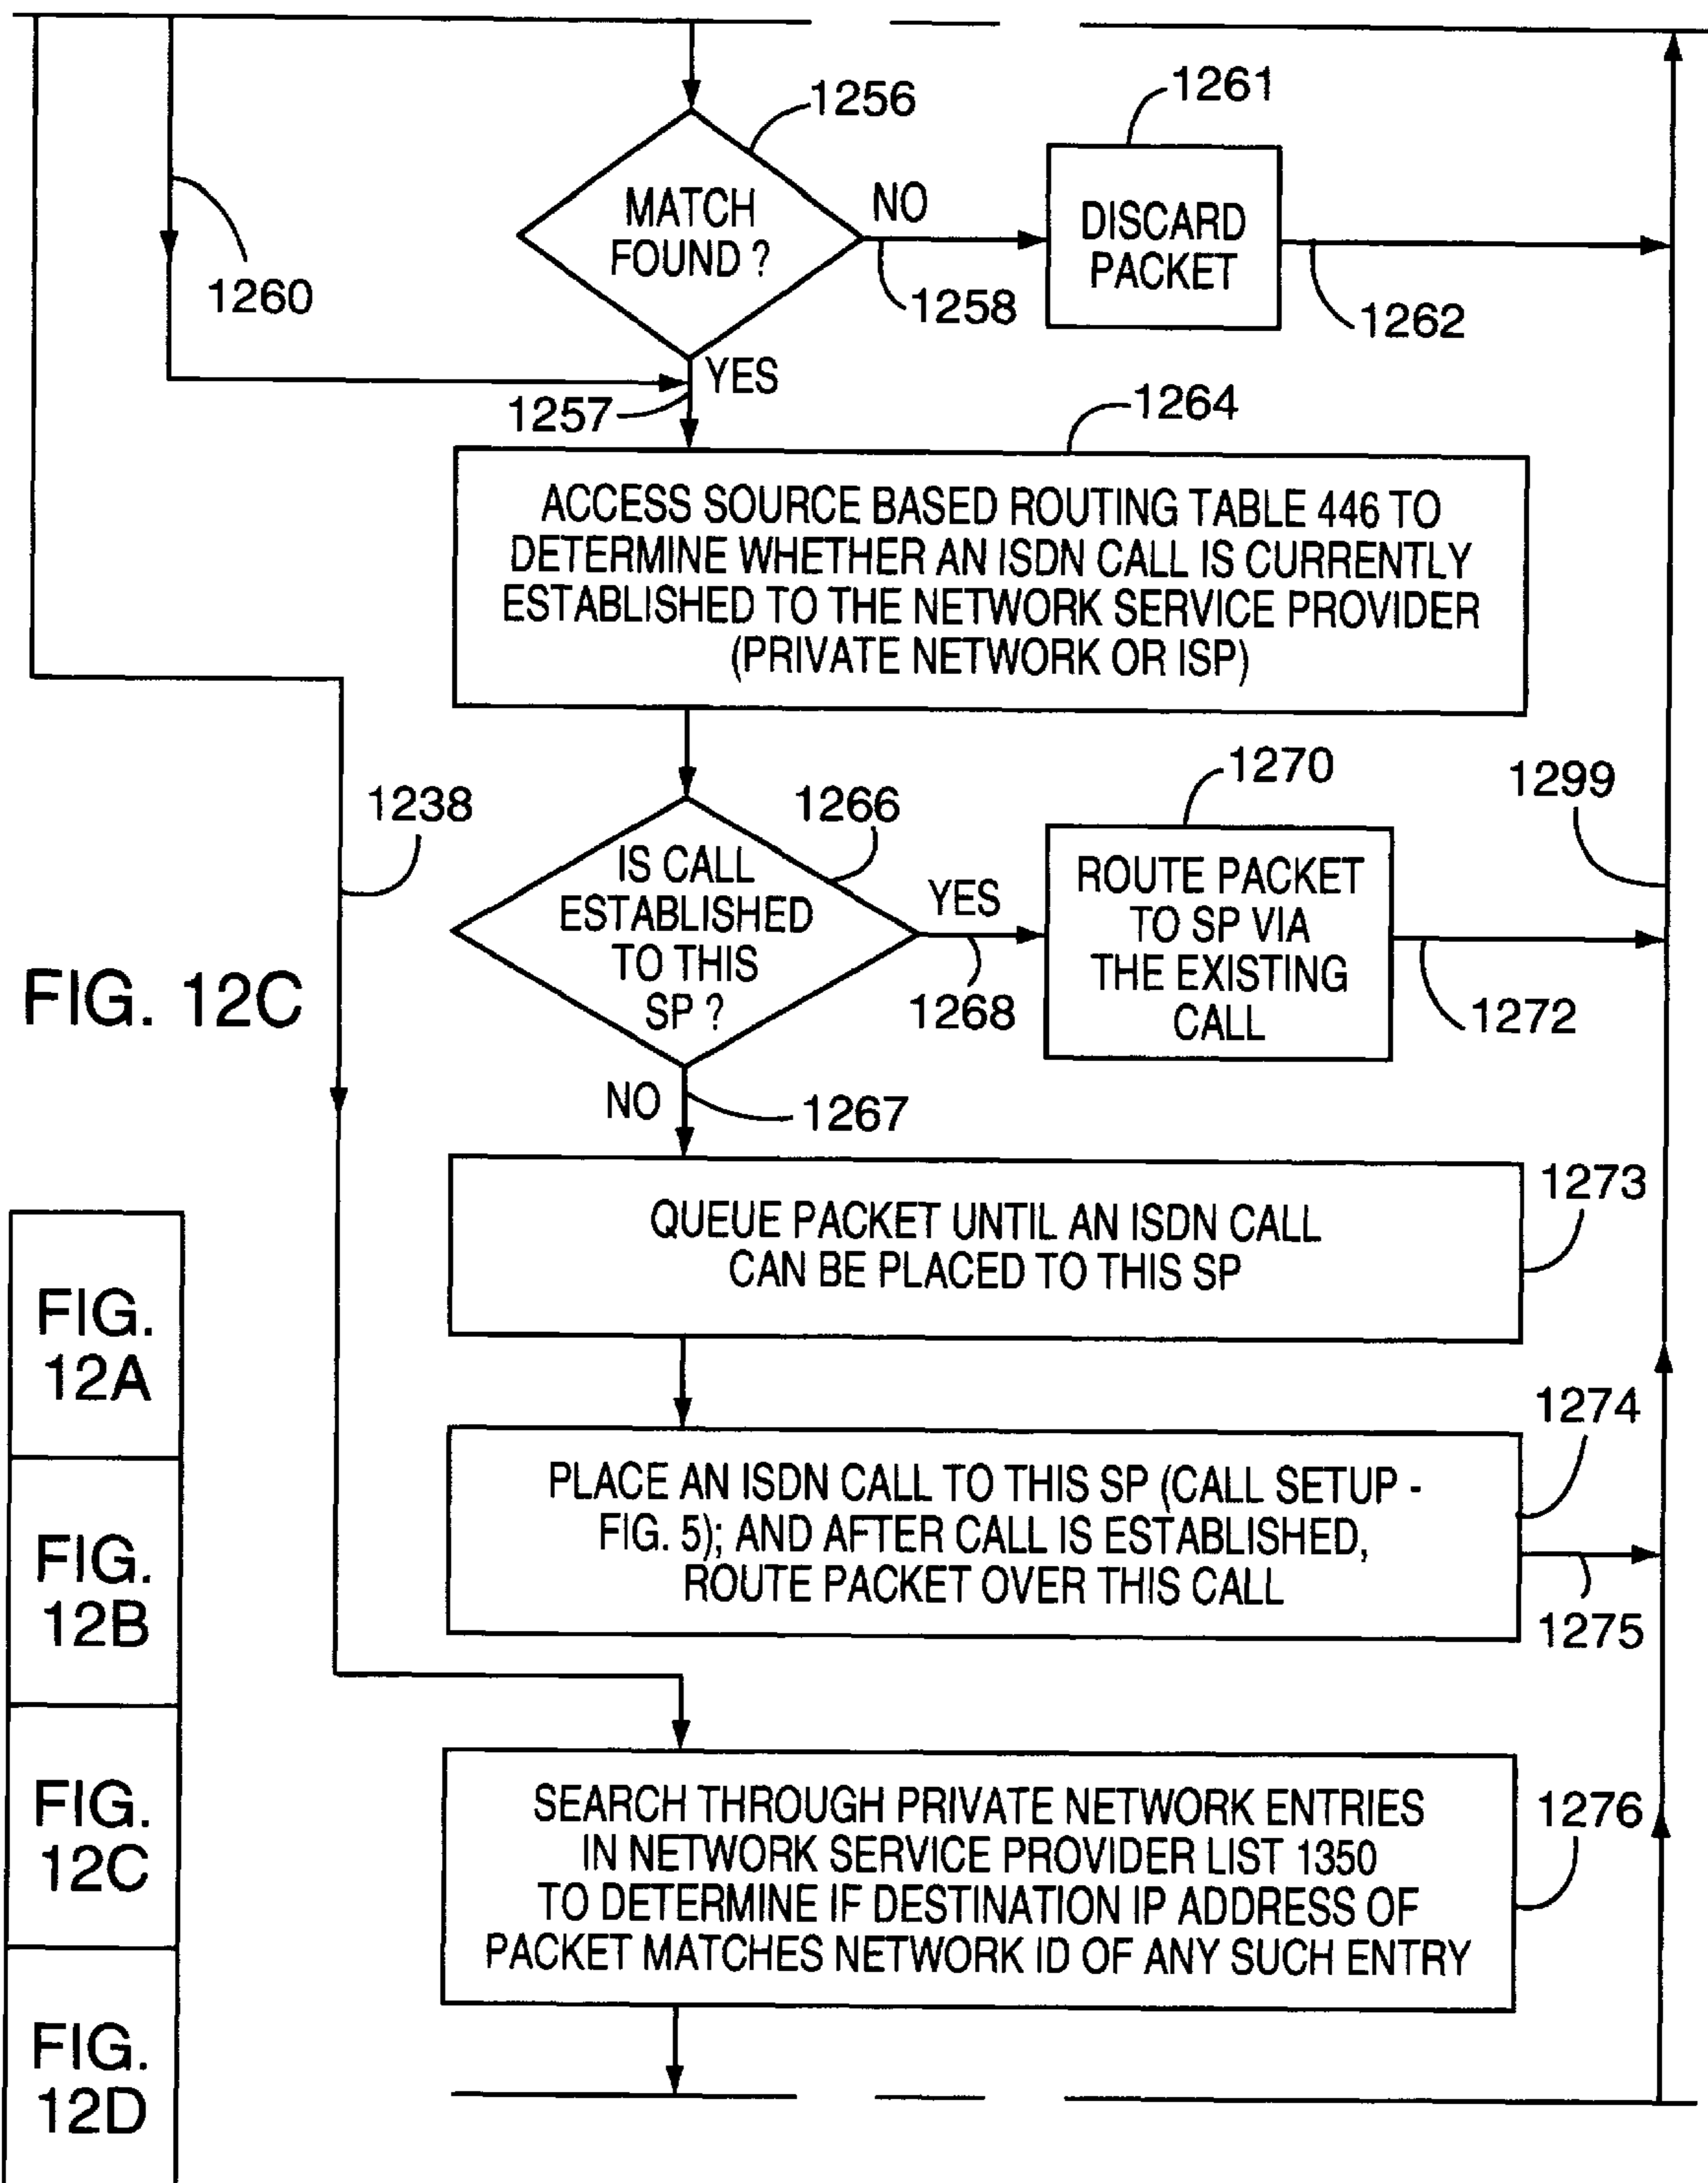 1256
1261
MATCH
FOUND ?
NO
DISCARD
PACKET
1260
1258
1262
YES
1257
1264
ACCESS SOURCE BASED ROUTING TABLE 446 TO
DETERMINE WHETHER AN ISDN CALL IS CURRENTLY
ESTABLISHED TO THE NETWORK SERVICE PROVIDER
(PRIVATE NETWORK OR ISP)
1238
1266
1270
1299
IS CALL
ESTABLISHED
TO THIS
SP ?
YES
ROUTE PACKET
TO SP VIA
THE EXISTING
CALL
FIG. 12C
1268
1272
NO
1267
QUEUE PACKET UNTIL AN ISDN CALL
CAN BE PLACED TO THIS SP
1273
PLACE AN ISDN CALL TO THIS SP (CALL SETUP -
FIG. 5); AND AFTER CALL IS ESTABLISHED,
ROUTE PACKET OVER THIS CALL
1274
1275
SEARCH THROUGH PRIVATE NETWORK ENTRIES
IN NETWORK SERVICE PROVIDER LIST 1350
TO DETERMINE IF DESTINATION IP ADDRESS OF
PACKET MATCHES NETWORK ID OF ANY SUCH ENTRY
1276
FIG.
12A
FIG.
12B
FIG.
12C
FIG.
12D